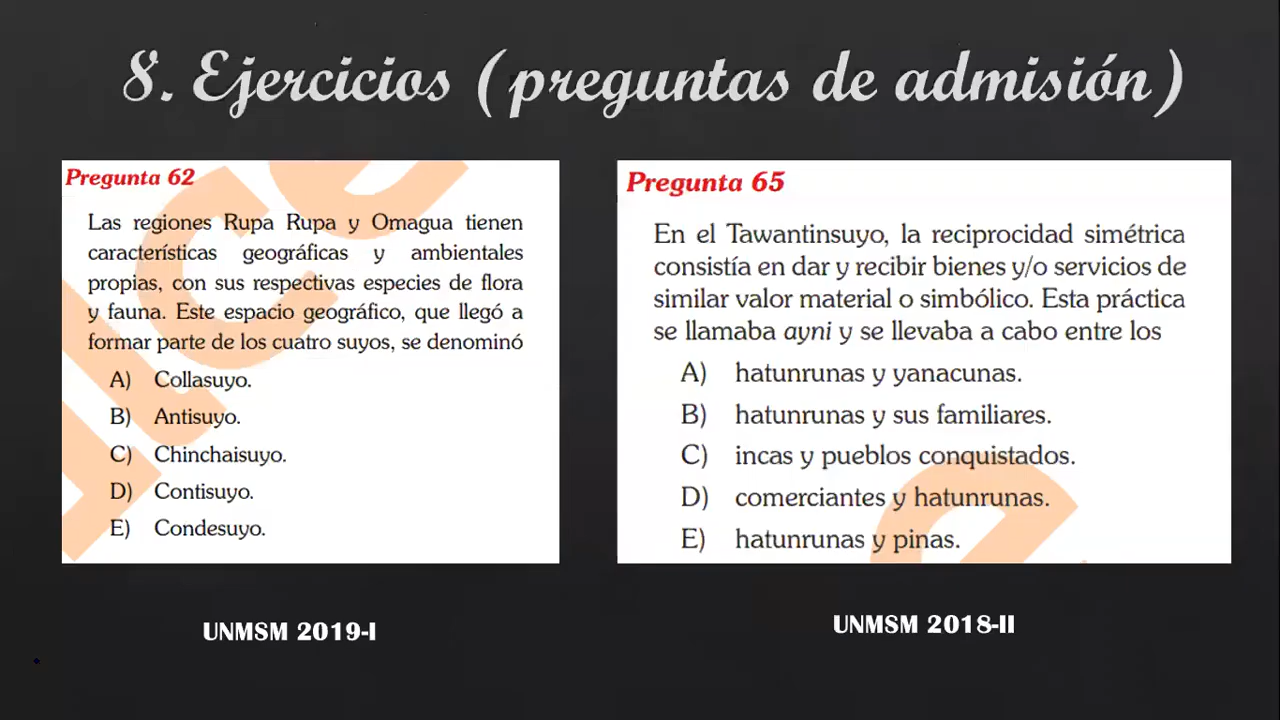 8. Ejercicios (preguntas de admisión)
Pregunta 62
Las regiones Rupa Rupa y Omagua tienen
características geográficas y ambientales
propias, con sus respectivas especies de flora
y fauna. Este espacio geográfico, que llegó a
formar parte de los cuatro suyos, se denominó
A) Collasuyo.
B) Antisuyo.
C) Chinchaisuyo.
D) Contisuyo.
E) Condesuyo.
UNMSM 2019-I
Pregunta 65
En el Tawantinsuyo, la reciprocidad simétrica
consistía en dar y recibir bienes y/o servicios de
similar valor material o simbólico. Esta práctica
se llamaba ayni y se llevaba a cabo entre los
A) hatunrunas y yanacunas.
B) hatunrunas y sus familiares.
C) incas y pueblos conquistados.
D) comerciantes y hatunrunas.
E) hatunrunas y pinas.
UNMSM 2018-II